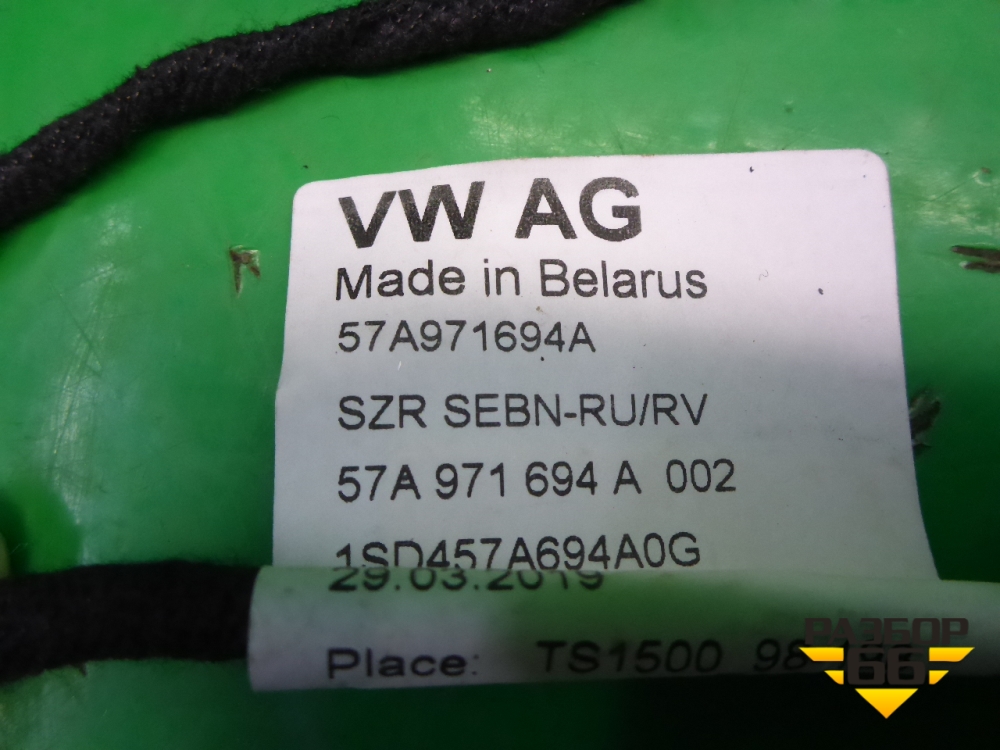 VW AG
Made in Belarus
57A971694A
SZR SEBN-RU/RV
57A 971 694 A 002
1SD457A694A0G
29.03.2019
Place: TS1500
РАЗБОР
66